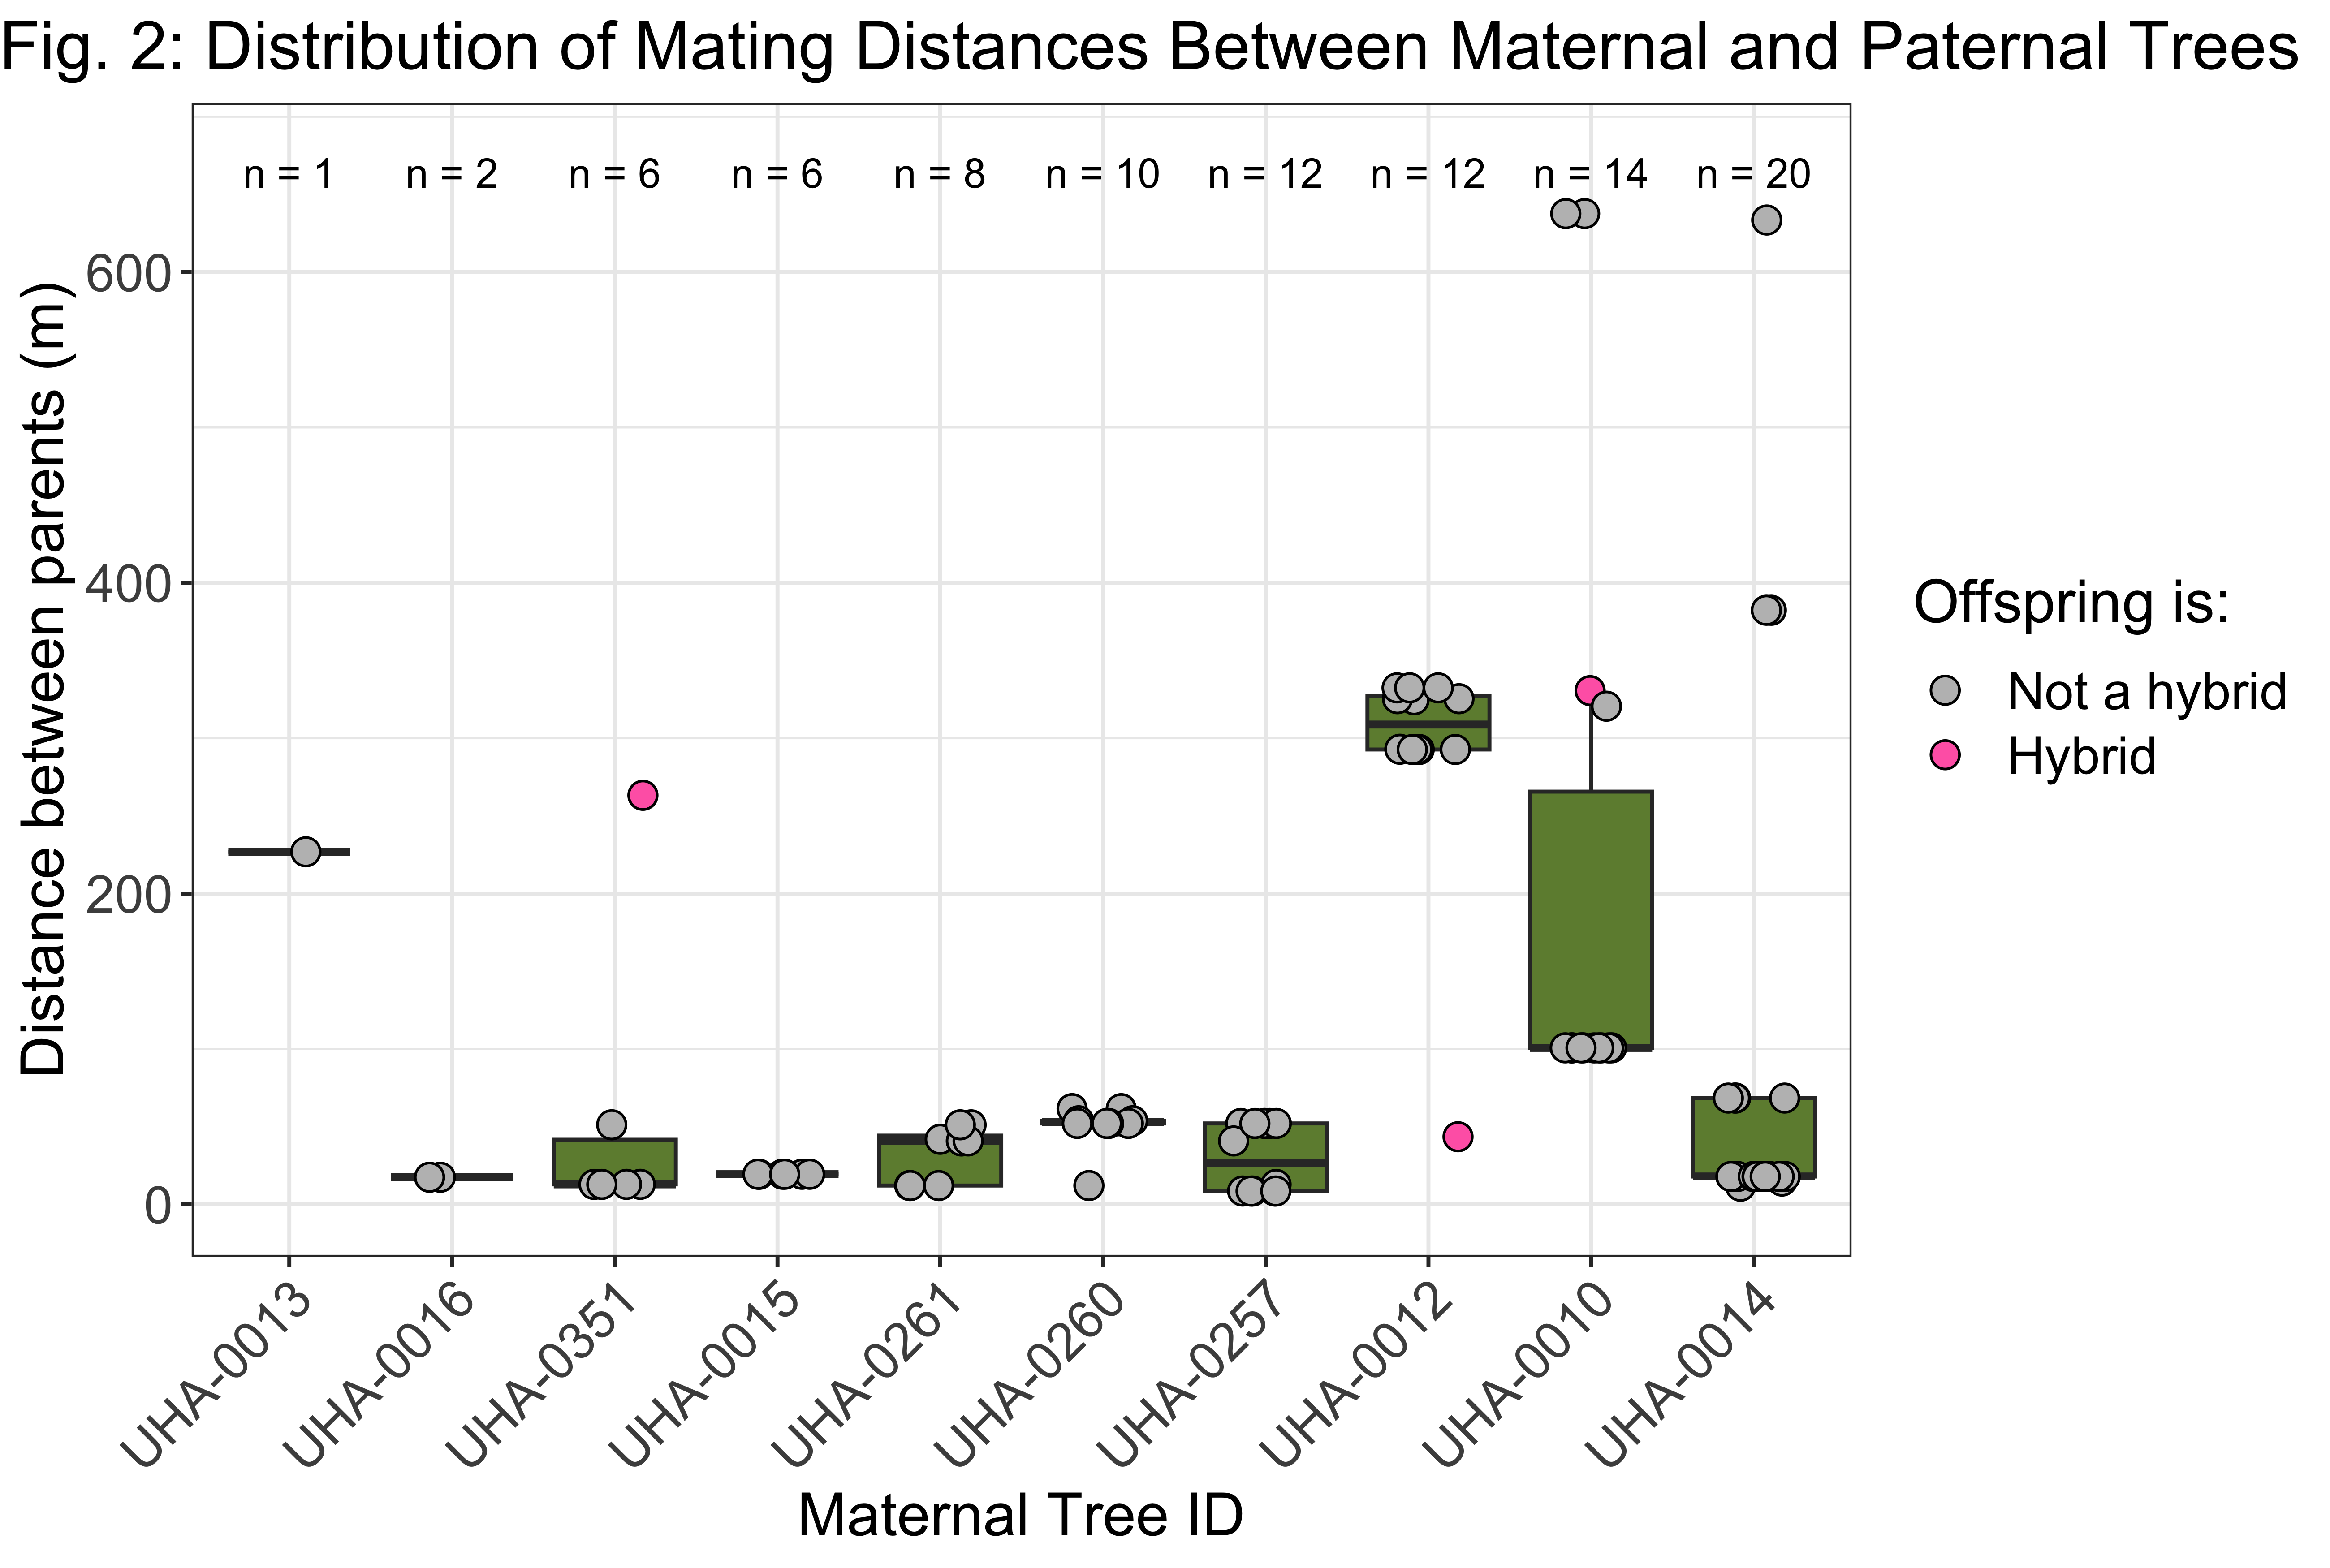 Fig. 2: Distribution of Mating Distances Between Maternal and Paternal Trees
n = 1 n = 2 n = 6 n = 6 n = 8 n = 10 n = 12 n = 12 n = 14 n = 20
600
400
200
0
Distance between parents (m)
UHA-0013 UHA-0016 UHA-0351 UHA-0015 UHA-0261 UHA-0260 UHA-0257 UHA-0012 UHA-0010 UHA-0014
Maternal Tree ID
Offspring is:
Not a hybrid
Hybrid